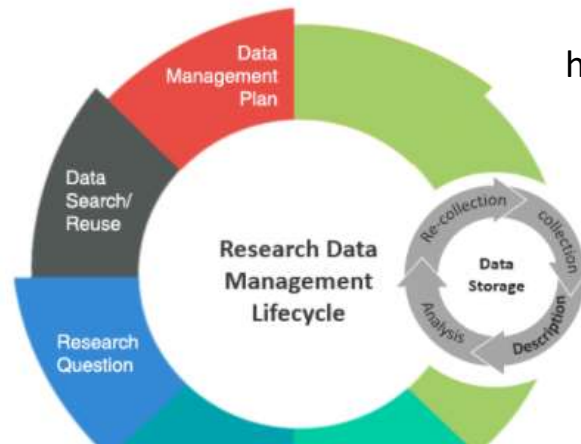 Data
Management
Plan
h
Data
Search/
Reuse
Research Data
Management
Lifecycle
Re-collection
collection
Data
Storage
Description
Analysis
Research
Question